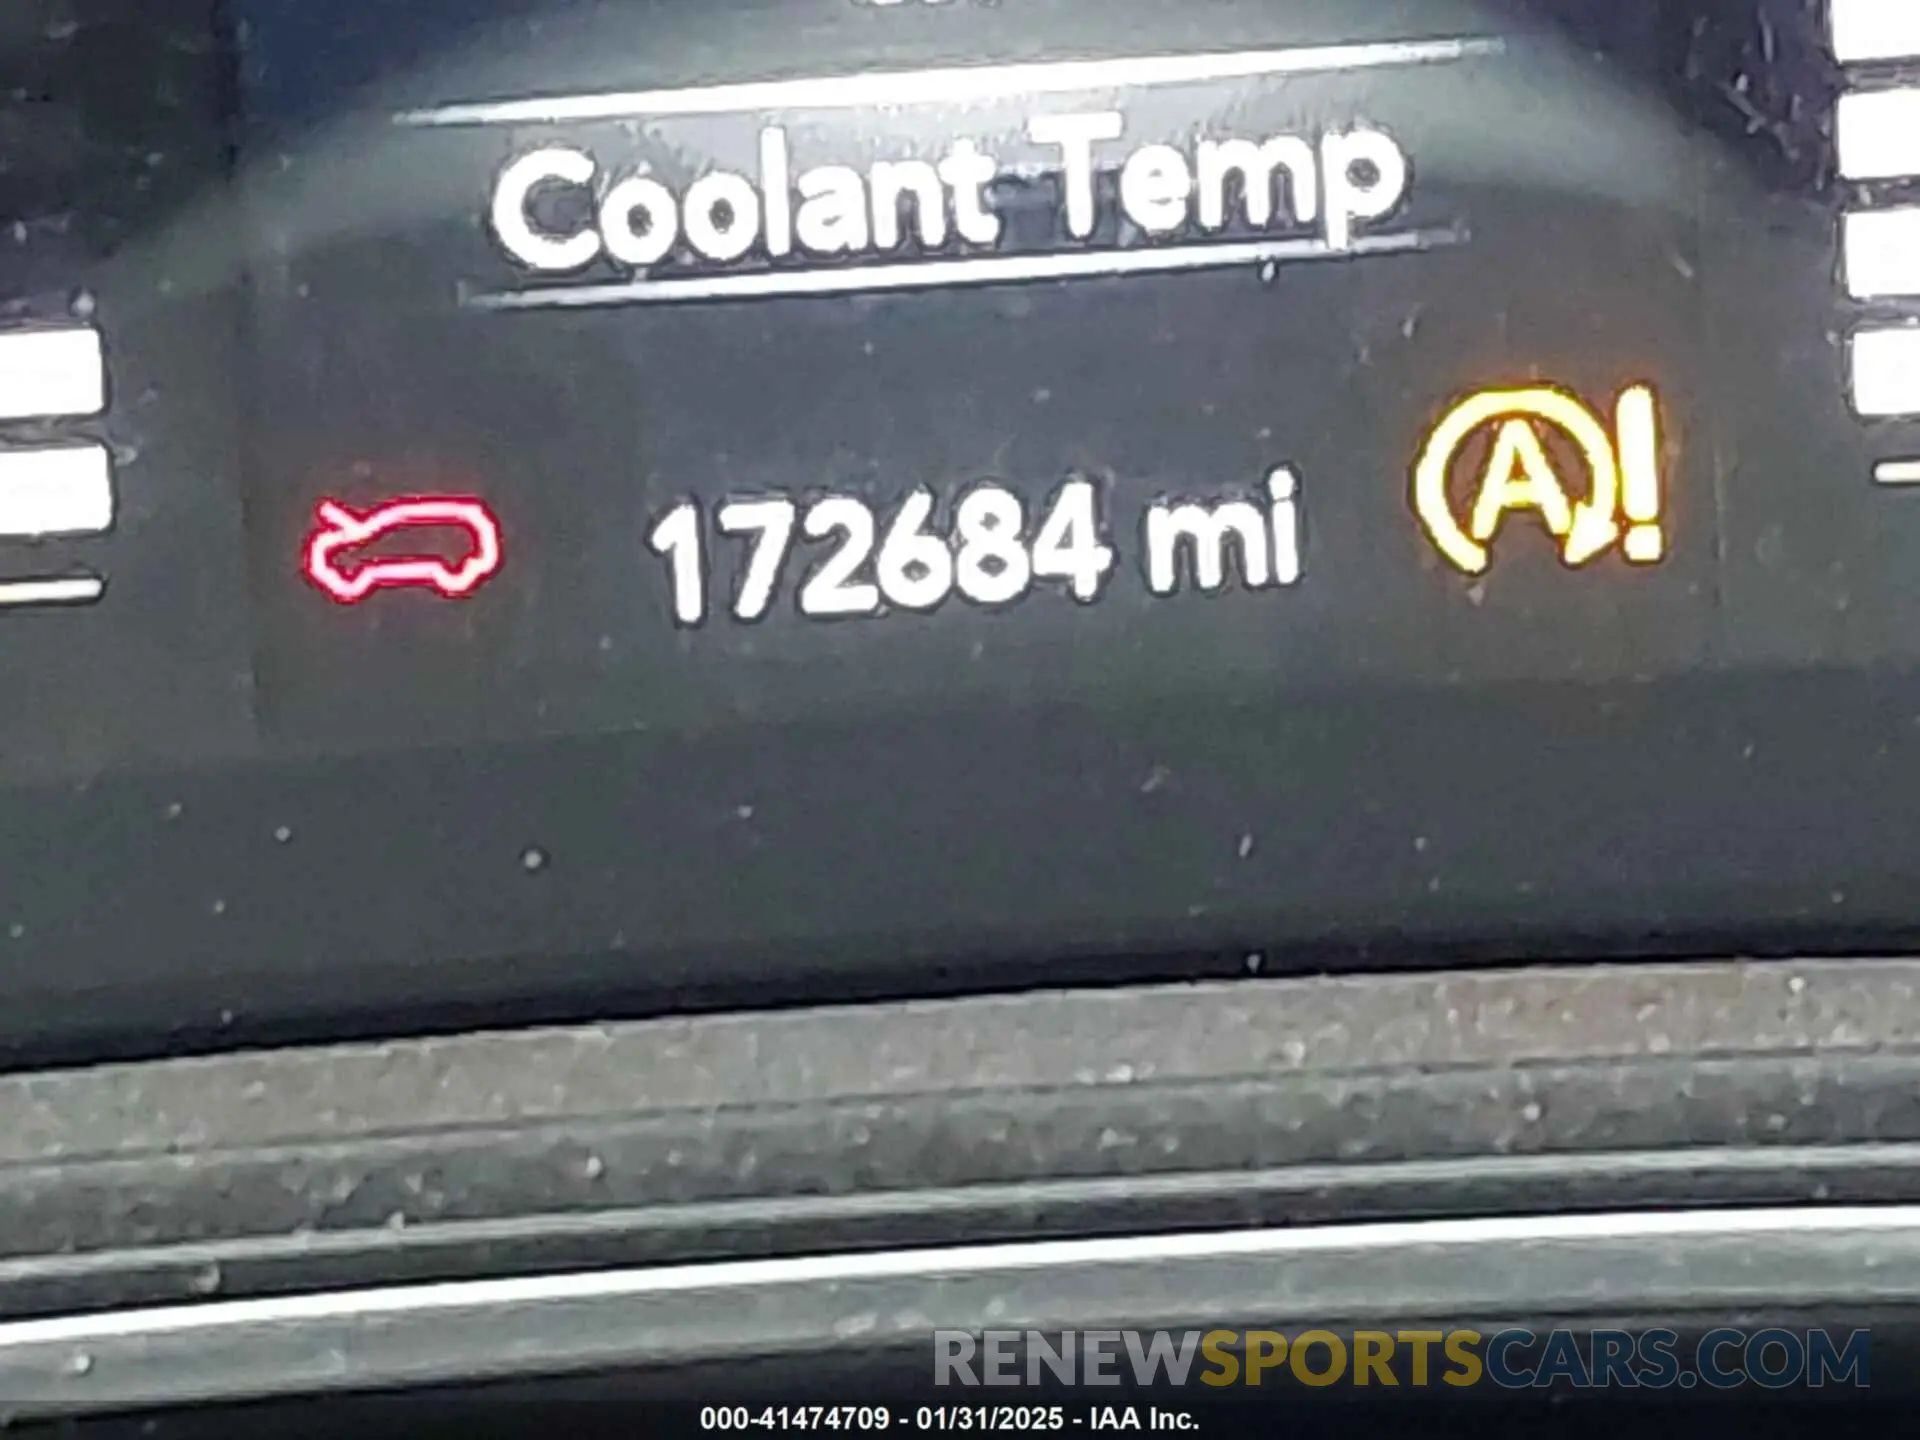 Coolant Temp
172684 mi
A!
RENEWSPORTSCARS.COM
000-41474709 - 01/31/2025 - IAA Inc.